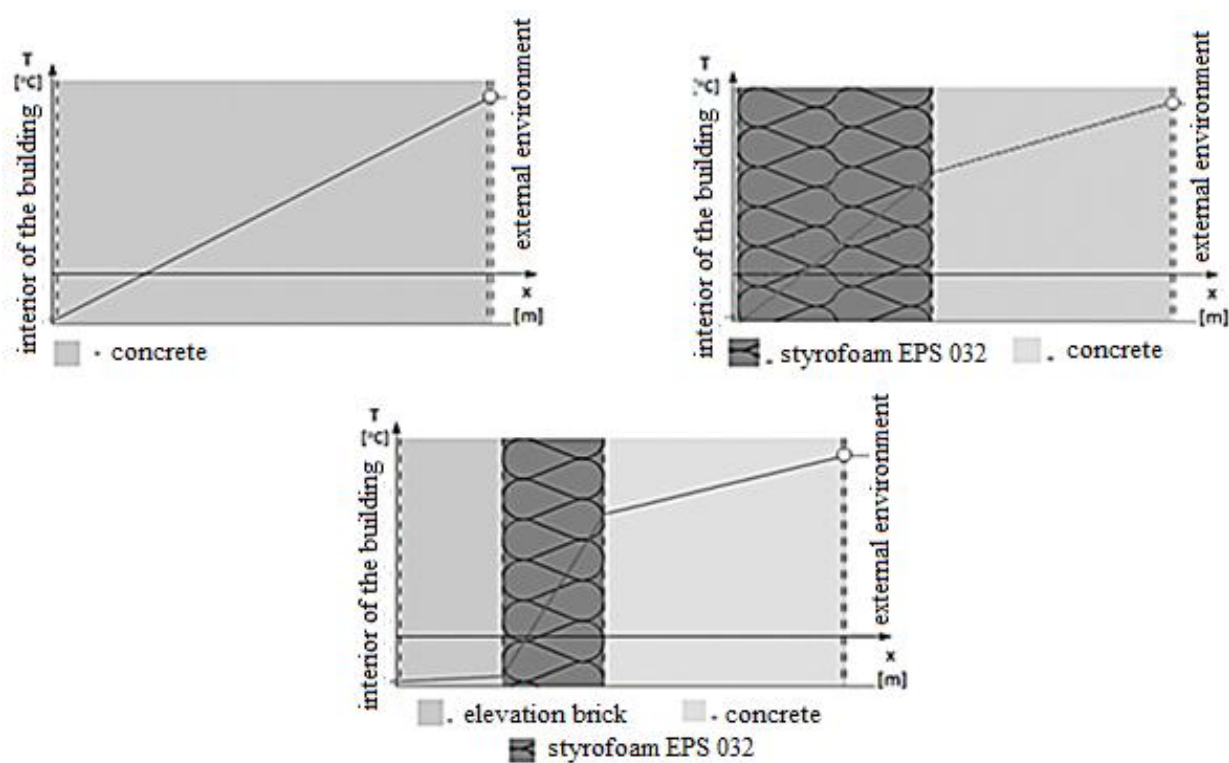 T
[°C]
interior of the building
external environment
x
[m]
- concrete
T
[°C]
interior of the building
external environment
x
[m]
- styrofoam EPS 032
- concrete
T
[°C]
interior of the building
external environment
x
[m]
- elevation brick
- concrete
styrofoam EPS 032